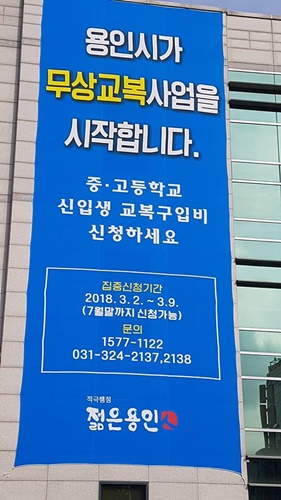 용인시가
무상교복사업을
시작합니다.
중·고등학교
신입생 교복구입비
신청하세요
집중신청기간
2018. 3. 2. ~ 3.9.
(7월말까지 신청가능)
문의
1577-1122
031-324-2137,2138
적극행정
젊은용인